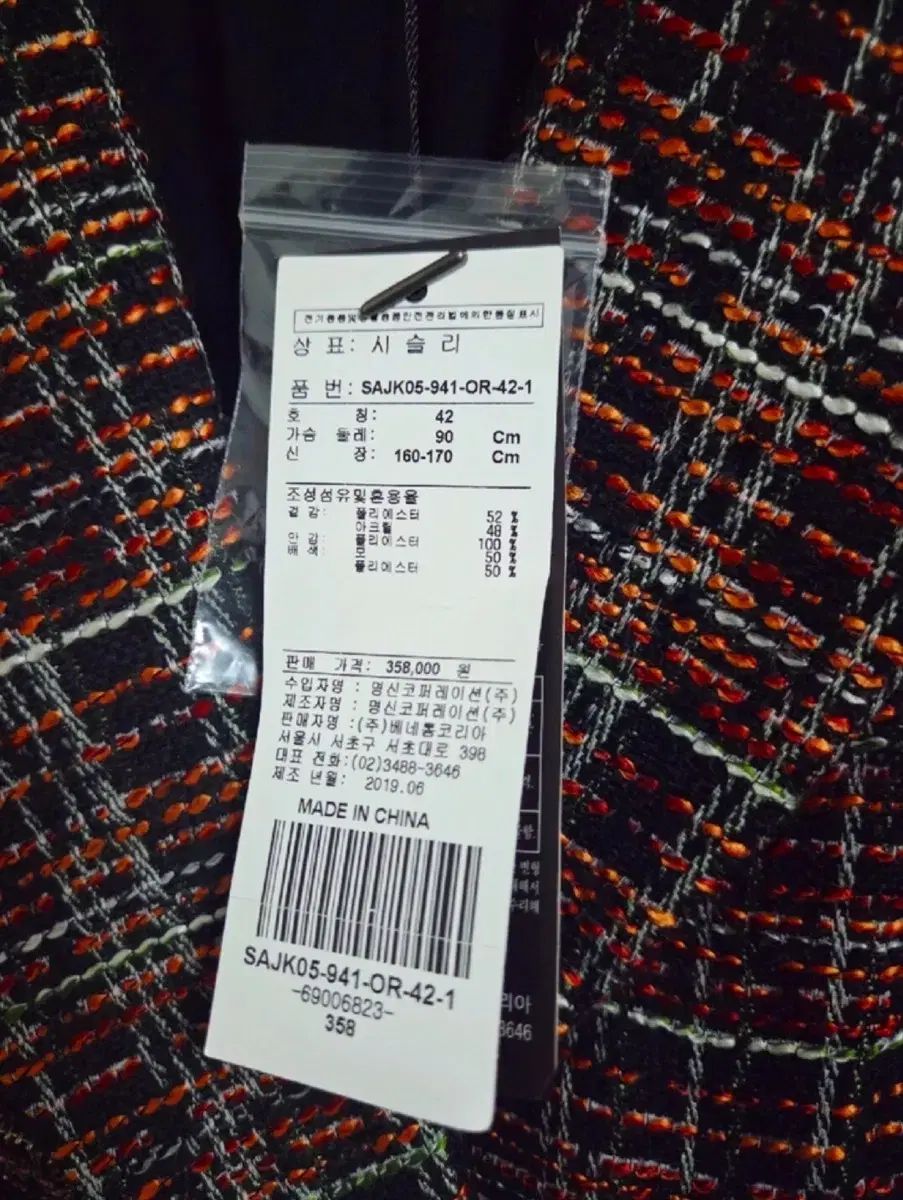 상 표: 시 슬 리
품 번: SAJK05-941-OR-42-1
호 칭: 42
가슴 둘레: 90 Cm
신 장: 160-170 Cm
조성섬유및혼용율
겉 감: 폴리에스터 52 %
아크릴 48 %
안 감: 폴리에스터 100 %
배 색: 모 50 %
폴리에스터 50 %
판매 가격: 358,000 원
수입자명 : 명신코퍼레이션(주)
제조자명 : 명신코퍼레이션(주)
판매자명 :(주)베네통코리아
서울시 서초구 서초대로 398
대표 전화:(02)3488-3646
제조 년월: 2019.06
MADE IN CHINA
SAJK05-941-OR-42-1
-69006823-
358
리아
3646